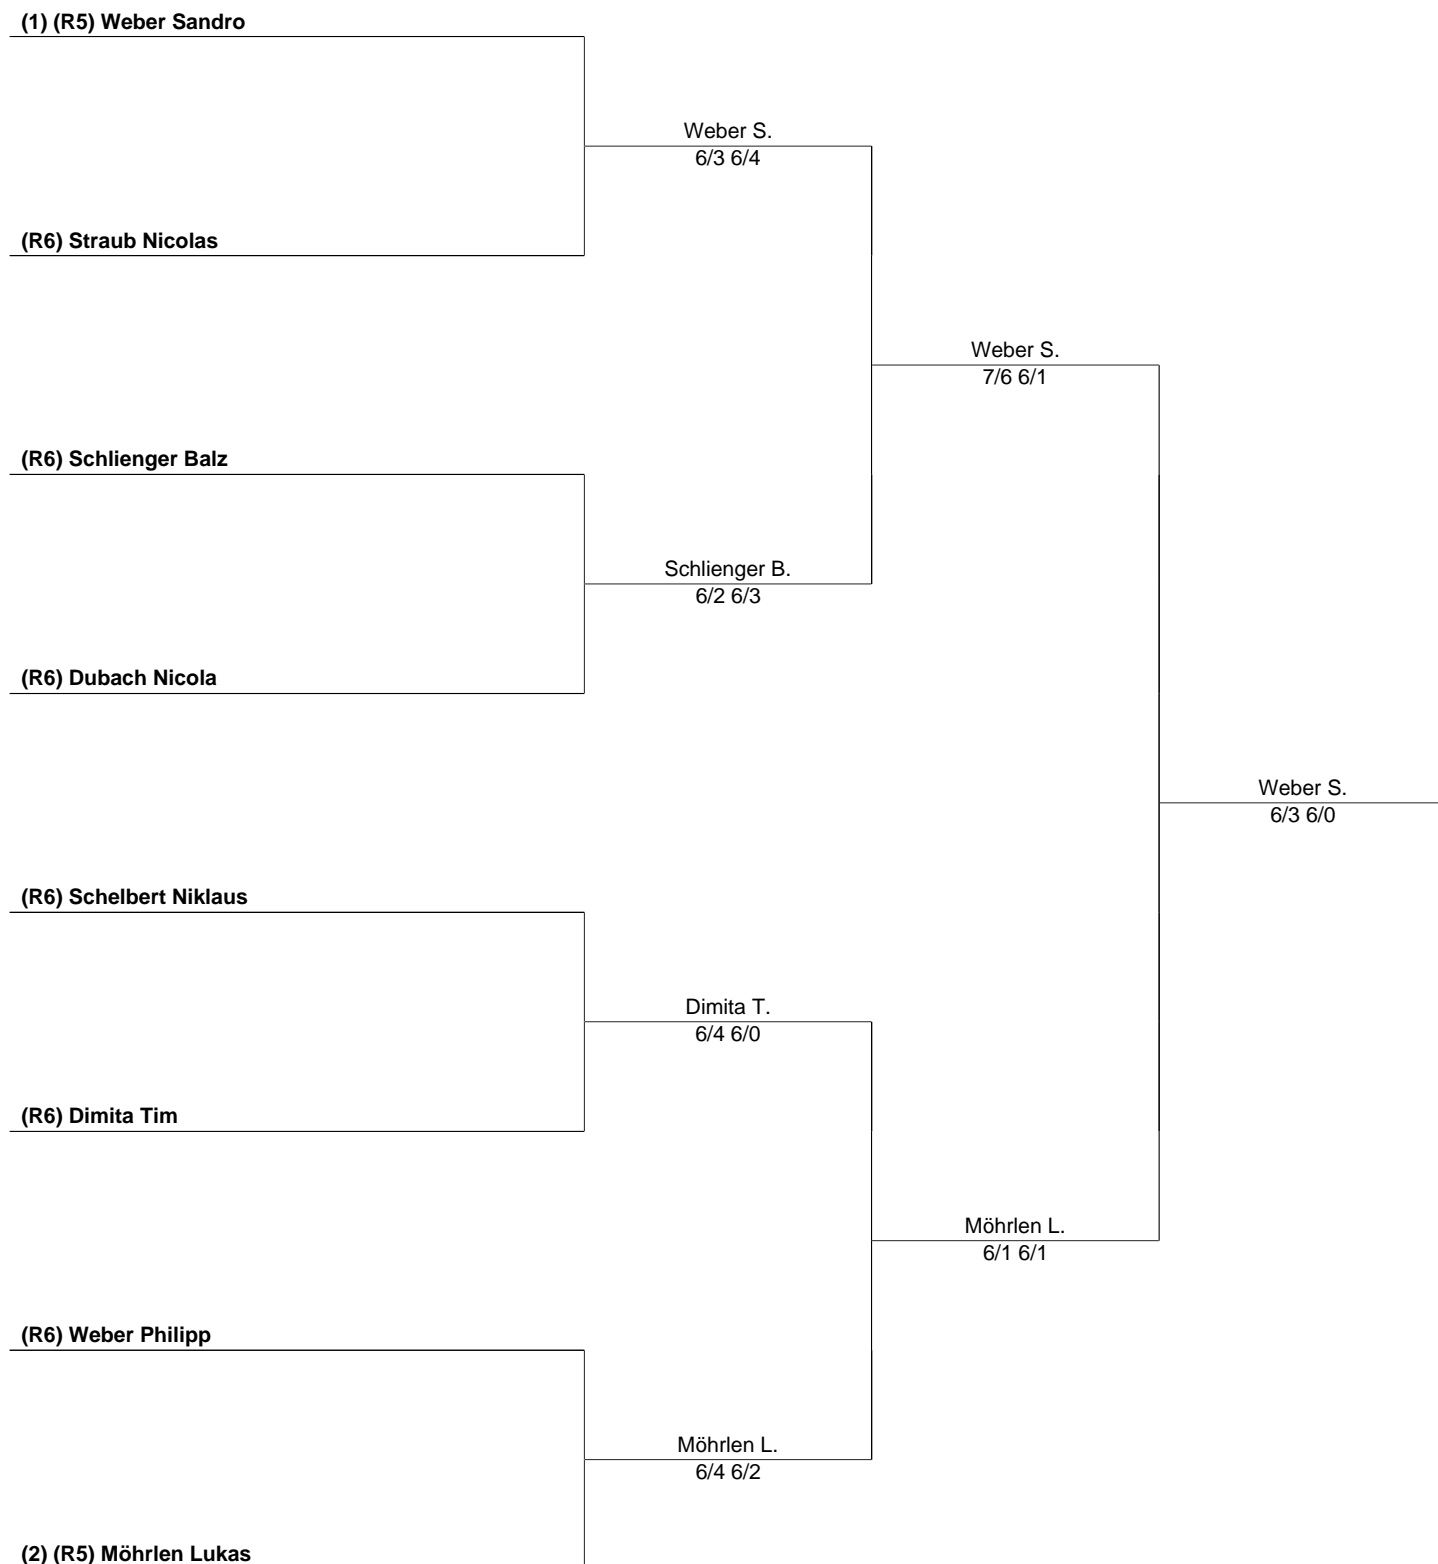 (1) (R5) Weber Sandro
Weber S.
6/3 6/4
(R6) Straub Nicolas
Weber S.
7/6 6/1
(R6) Schlienger Balz
Schlienger B.
6/2 6/3
(R6) Dubach Nicola
Weber S.
6/3 6/0
(R6) Schelbert Niklaus
Dimita T.
6/4 6/0
(R6) Dimita Tim
Möhrlen L.
6/1 6/1
(R6) Weber Philipp
Möhrlen L.
6/4 6/2
(2) (R5) Möhrlen Lukas